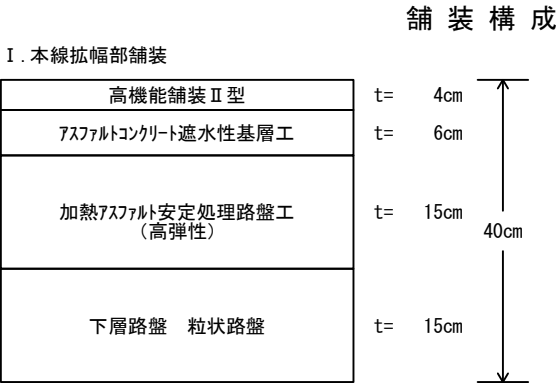 舗装構成
Ⅰ.本線拡幅部舗装
高機能舗装Ⅱ型 t= 4cm
ｱｽﾌｧﾙﾄｺﾝｸﾘｰﾄ遮水性基層工 t= 6cm
加熱ｱｽﾌｧﾙﾄ安定処理路盤工 t= 15cm
(高弾性)
40cm
下層路盤　粒状路盤 t= 15cm